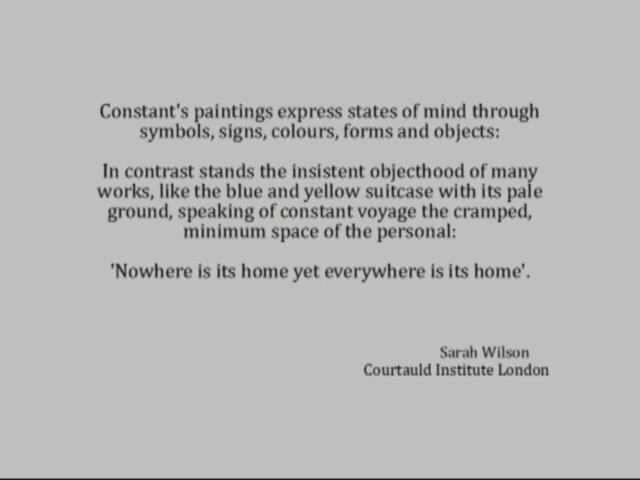 Constant's paintings express states of mind through
symbols, signs, colours, forms and objects:
In contrast stands the insistent objecthood of many
works, like the blue and yellow suitcase with its pale
ground, speaking of constant voyage the cramped,
minimum space of the personal:
'Nowhere is its home yet everywhere is its home'.
Sarah Wilson
Courtauld Institute London